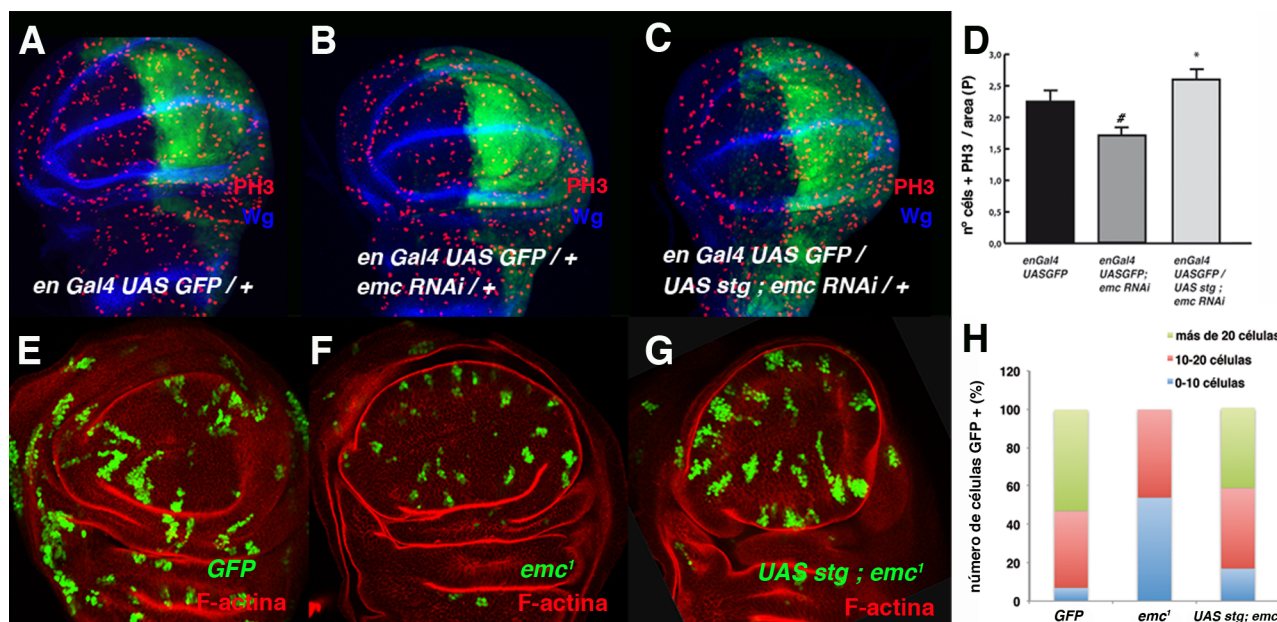 A
PH3
Wg
en Gal4 UAS GFP / +
B
PH3
Wg
en Gal4 UAS GFP / +
emc RNAi / +
C
PH3
Wg
en Gal4 UAS GFP /
UAS stg ; emc RNAi / +
D
nº céls + PH3 / area (P)
3,0
2,5
2,0
1,5
1,0
0,5
0,0
#
*
enGal4
UASGFP
enGal4
UASGFP;
emc RNAi
enGal4
UASGFP /
UAS stg ;
emc RNAi
E
GFP
F-actina
F
emc¹
F-actina
G
UAS stg ; emc¹
F-actina
H
más de 20 células
10-20 células
0-10 células
número de células GFP + (%)
120
100
80
60
40
20
0
GFP
emc¹
UAS stg; emc